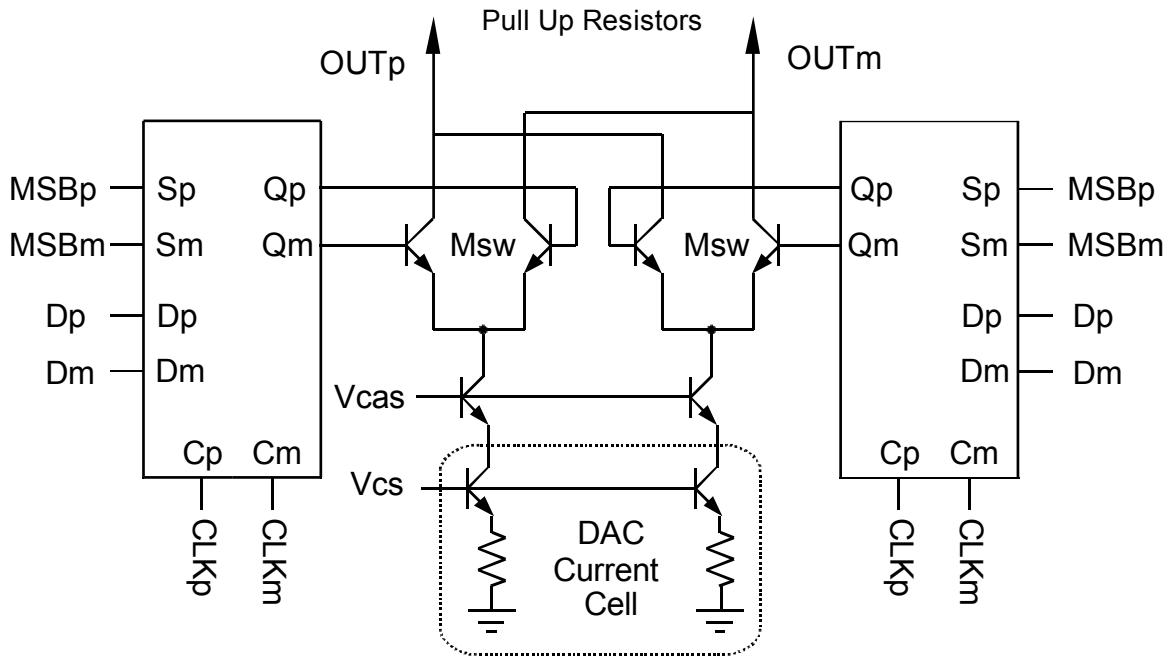 Pull Up Resistors
OUTp
OUTm
MSBp
Sp
Qp
Qp
Sp
MSBp
MSBm
Sm
Qm
Msw
Msw
Qm
Sm
MSBm
Dp
Dp
Dp
Dp
Dm
Dm
Dm
Dm
Vcas
Cp
Cm
Cp
Cm
Vcs
CLKp
CLKm
DAC
Current
Cell
CLKp
CLKm